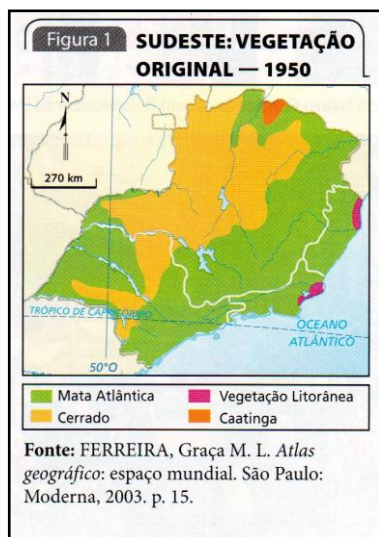 Figura 1
SUDESTE: VEGETAÇÃO
ORIGINAL — 1950
N
270 km
TRÓPICO DE CAPRICÓRNIO
OCEANO
ATLÂNTICO
50°O
Mata Atlântica
Vegetação Litorânea
Cerrado
Caatinga
Fonte: FERREIRA, Graça M. L. Atlas
geográfico: espaço mundial. São Paulo:
Moderna, 2003. p. 15.